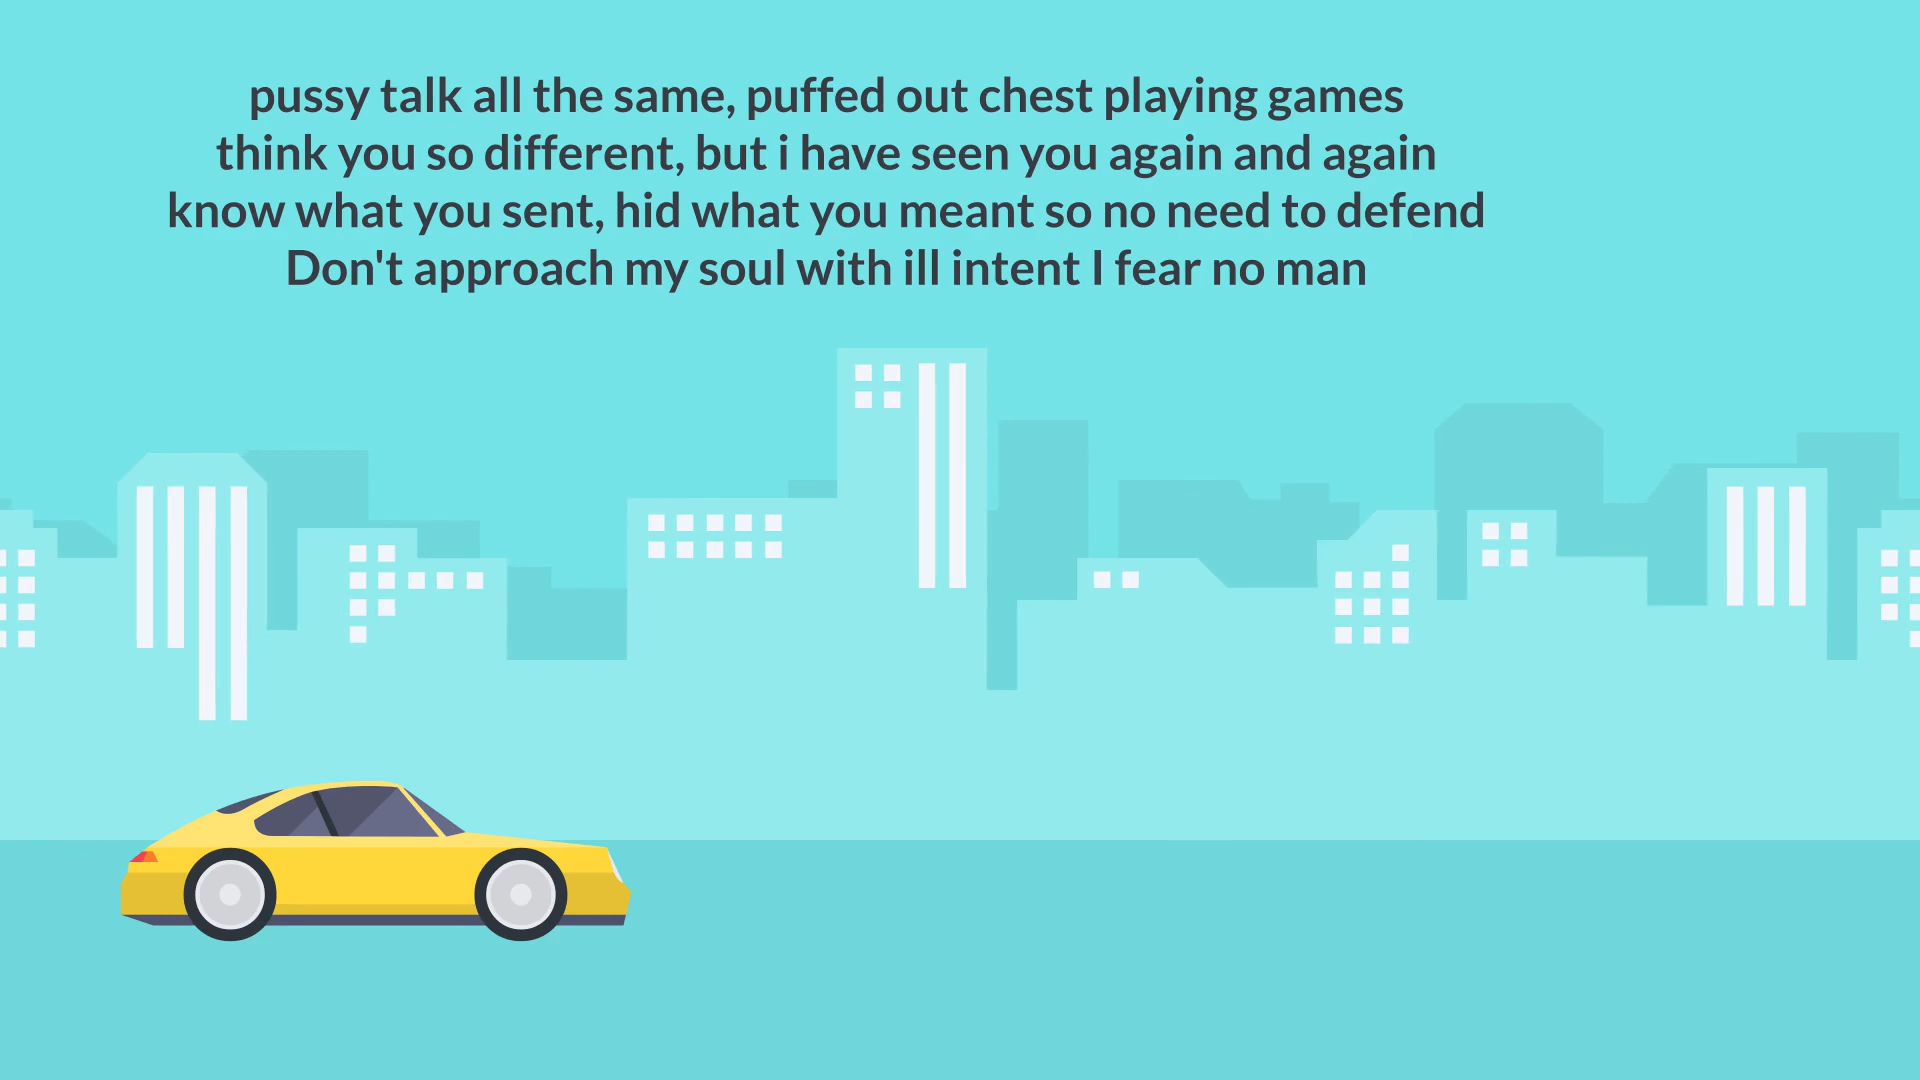 pussy talk all the same, puffed out chest playing games
think you so different, but i have seen you again and again
know what you sent, hid what you meant so no need to defend
Don't approach my soul with ill intent I fear no man